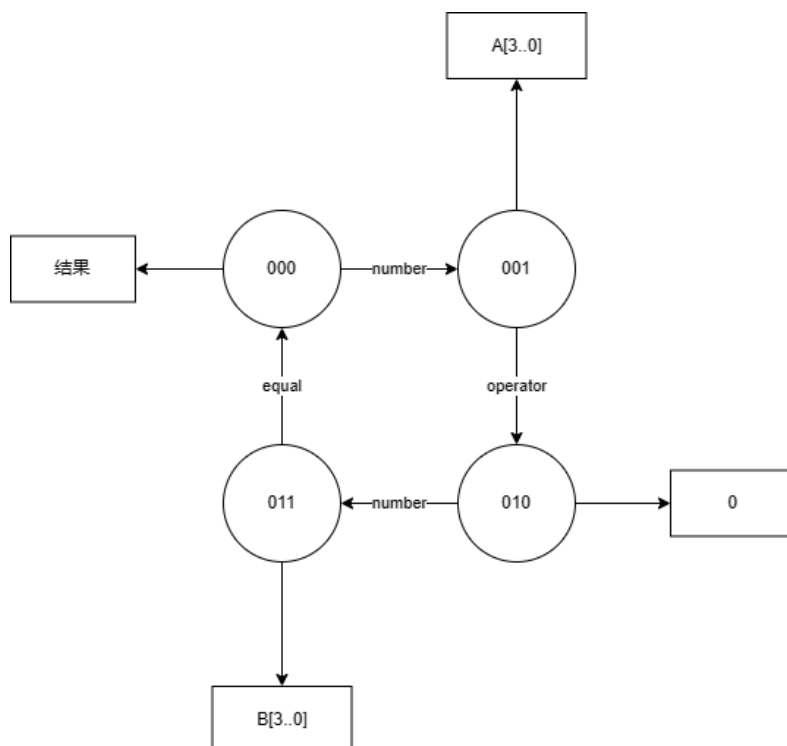 A[3..0]
结果
000
number
001
equal
operator
011
number
010
0
B[3..0]